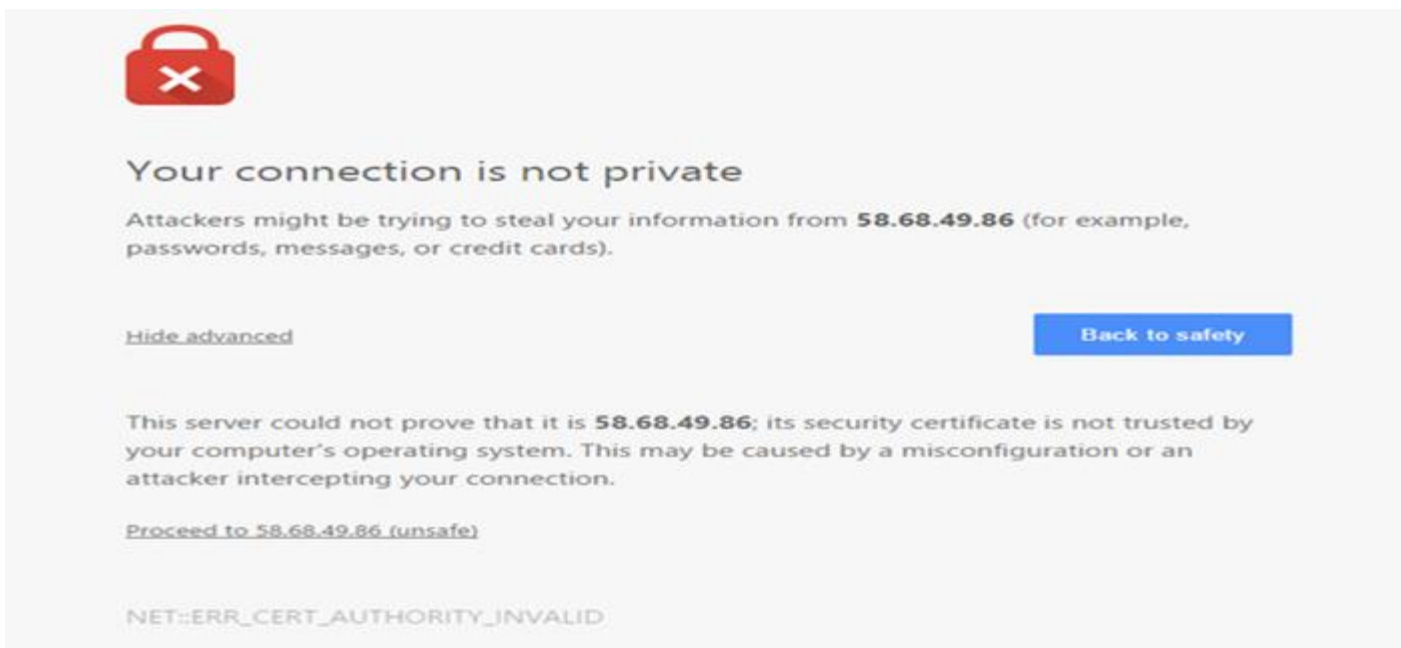 Your connection is not private
Attackers might be trying to steal your information from 58.68.49.86 (for example,
passwords, messages, or credit cards).
Hide advanced
Back to safety
This server could not prove that it is 58.68.49.86; its security certificate is not trusted by
your computer's operating system. This may be caused by a misconfiguration or an
attacker intercepting your connection.
Proceed to 58.68.49.86 (unsafe)
NET::ERR_CERT_AUTHORITY_INVALID